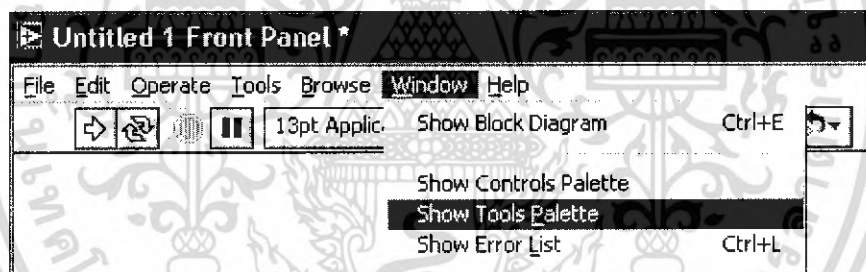 Untitled 1 Front Panel *
File Edit Operate Tools Browse Window Help
13pt Applic
Show Block Diagram Ctrl+E
Show Controls Palette
Show Tools Palette
Show Error List Ctrl+L